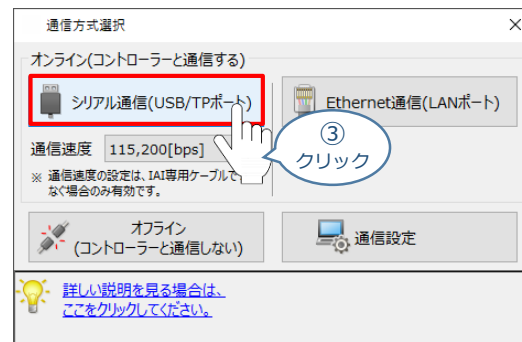 通信方式選択
オンライン(コントローラーと通信する)
シリアル通信(USB/TPポート)
Ethernet通信(LANポート)
通信速度 115,200[bps]
③
クリック
※ 通信速度の設定は、IAI専用ケーブルで
なぐ場合のみ有効です。
オフライン
(コントローラーと通信しない)
通信設定
詳しい説明を見る場合は、
ここをクリックしてください。